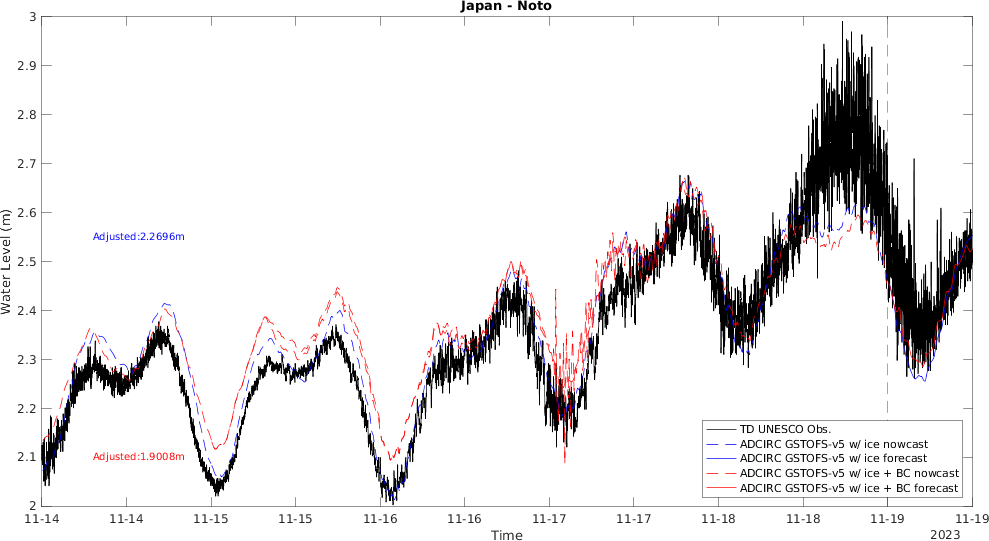 Japan - Noto
3
2.9
2.8
2.7
2.6
2.5
2.4
2.3
2.2
2.1
2
Water Level (m)
Adjusted:2.2696m
Adjusted:1.9008m
TD UNESCO Obs.
ADCIRC GSTOFS-v5 w/ ice nowcast
ADCIRC GSTOFS-v5 w/ ice forecast
ADCIRC GSTOFS-v5 w/ ice + BC nowcast
ADCIRC GSTOFS-v5 w/ ice + BC forecast
11-14 11-14 11-15 11-15 11-16 11-16 11-17 11-17 11-18 11-18 11-19 11-19
Time
2023